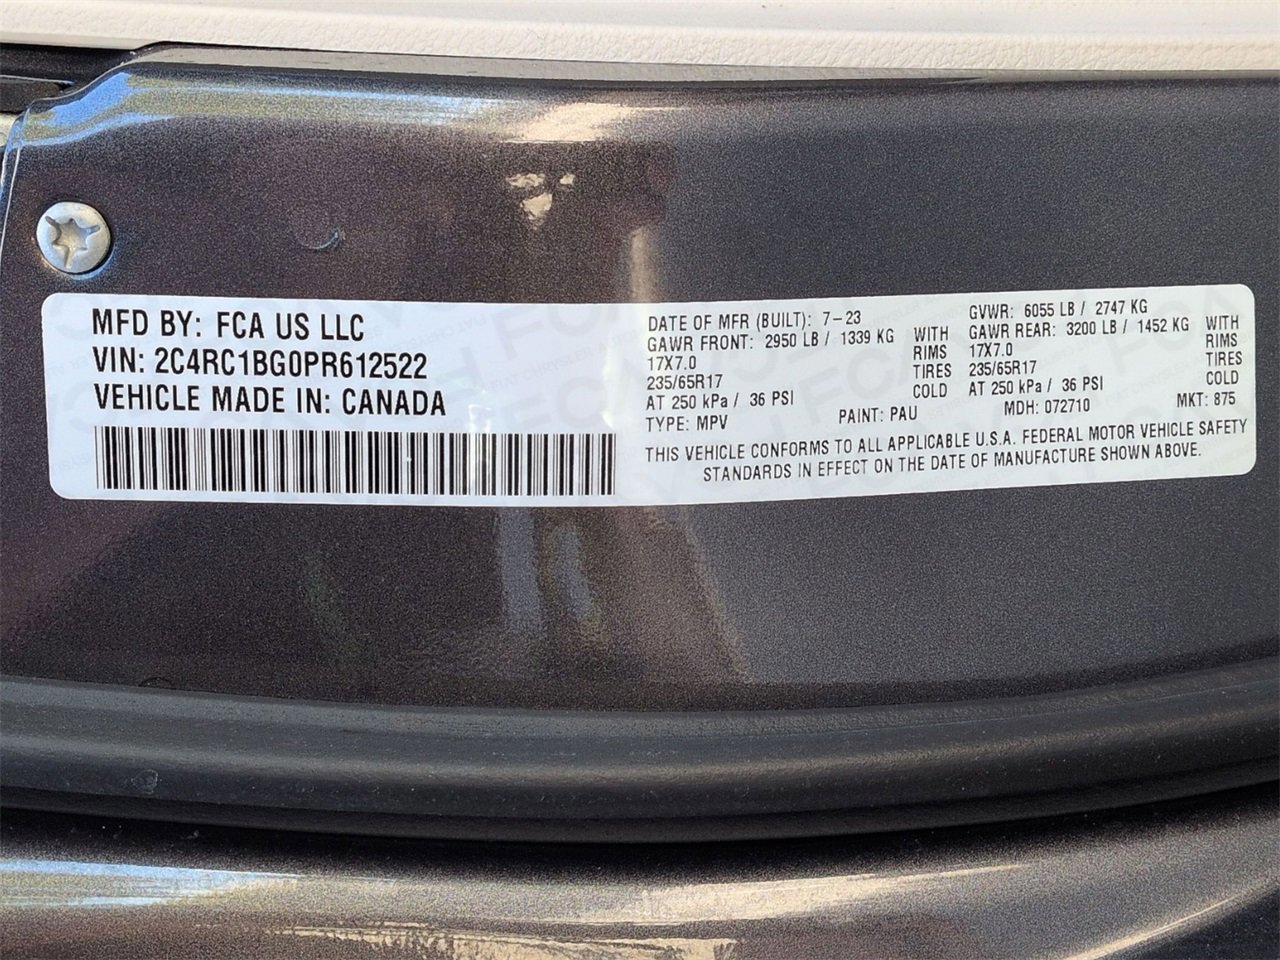 MFD BY: FCA US LLC
VIN: 2C4RC1BG0PR612522
VEHICLE MADE IN: CANADA
DATE OF MFR (BUILT): 7-23
GAWR FRONT: 2950 LB / 1339 KG WITH
17X7.0 RIMS
235/65R17 TIRES
AT 250 kPa / 36 PSI COLD
GVWR: 6055 LB / 2747 KG
GAWR REAR: 3200 LB / 1452 KG WITH
17X7.0 RIMS
235/65R17 TIRES
AT 250 kPa / 36 PSI COLD
TYPE: MPV PAINT: PAU MDH: 072710 MKT: 875
THIS VEHICLE CONFORMS TO ALL APPLICABLE U.S.A. FEDERAL MOTOR VEHICLE SAFETY
STANDARDS IN EFFECT ON THE DATE OF MANUFACTURE SHOWN ABOVE.